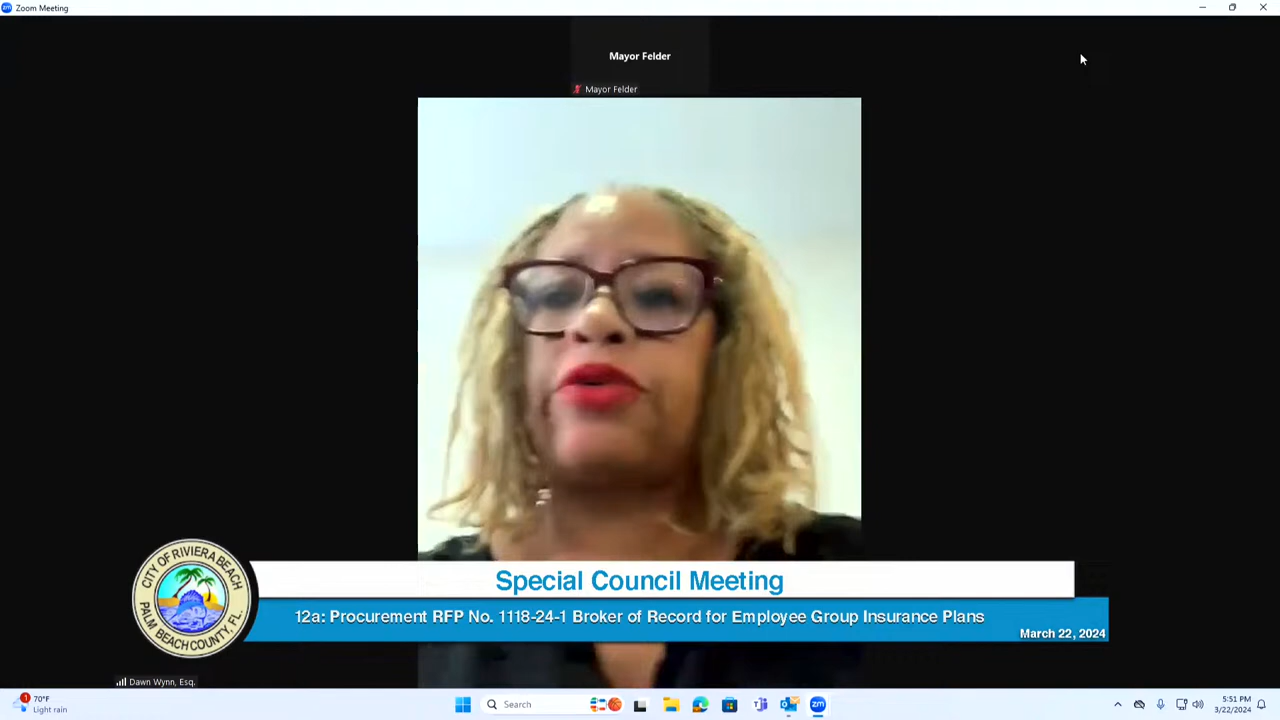 Zoom Meeting
Mayor Felder
Mayor Felder
CITY OF RIVIERA BEACH
PALM BEACH COUNTY, FL.
Special Council Meeting
12a: Procurement RFP No. 1118-24-1 Broker of Record for Employee Group Insurance Plans
March 22, 2024
Dawn Wynn, Esq.
1
70°F
Light rain
Search
5:51 PM
3/22/2024